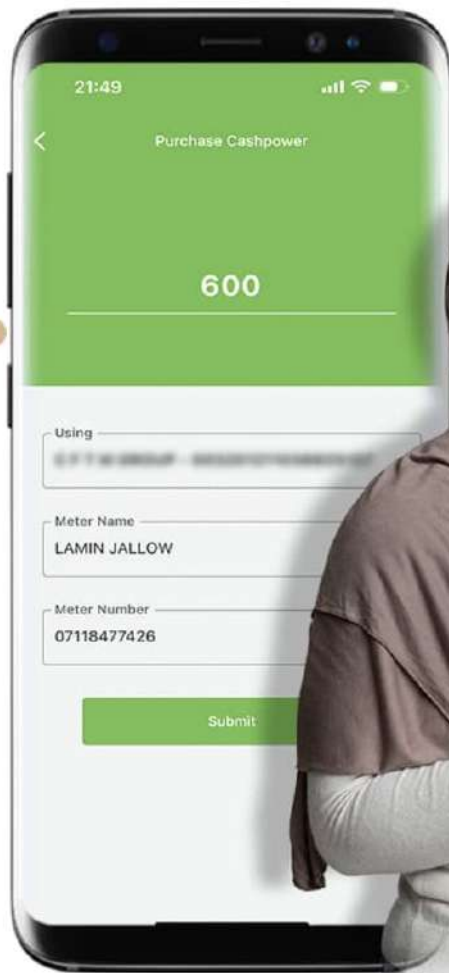 21:49
Purchase Cashpower
600
Using
Meter Name
LAMIN JALLOW
Meter Number
07118477426
Submit